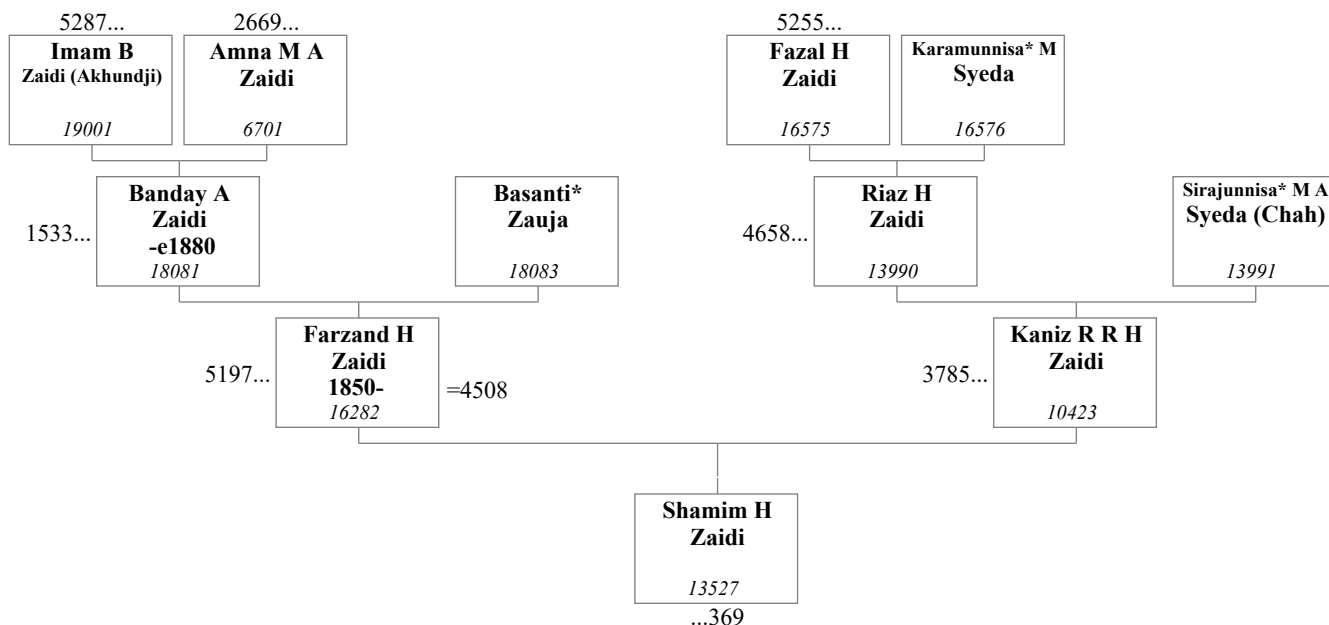 5287...
2669...
5255...
Imam B
Zaidi (Akhundji)
19001
Amna M A
Zaidi
6701
Fazal H
Zaidi
16575
Karamunnisa* M
Syeda
16576
1533...
Banday A
Zaidi
-e1880
18081
Basanti*
Zauja
18083
4658...
Riaz H
Zaidi
13990
Sirajunnisa* M A
Syeda (Chah)
13991
5197...
Farzand H
Zaidi
1850-
16282
=4508
3785...
Kaniz R R H
Zaidi
10423
Shamim H
Zaidi
13527
...369